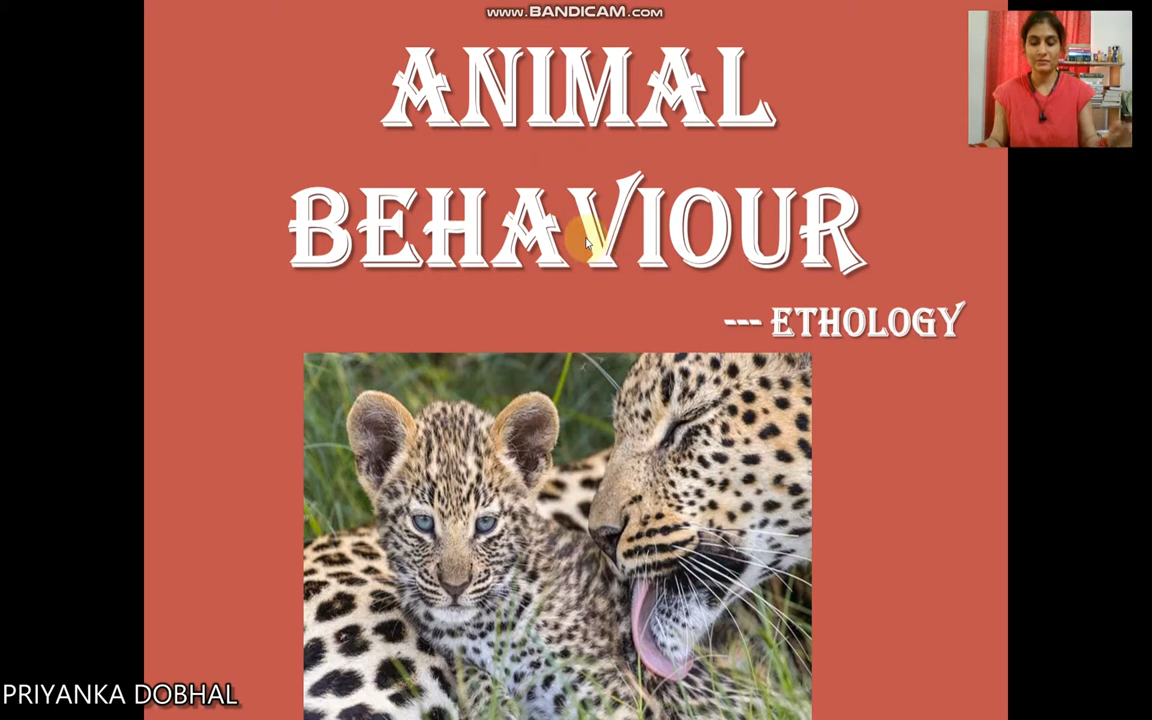 WWW.BANDICAM.COM
ANIMAL
BEHAVIOUR
--- ETHOLOGY
PRIYANKA DOBHAL